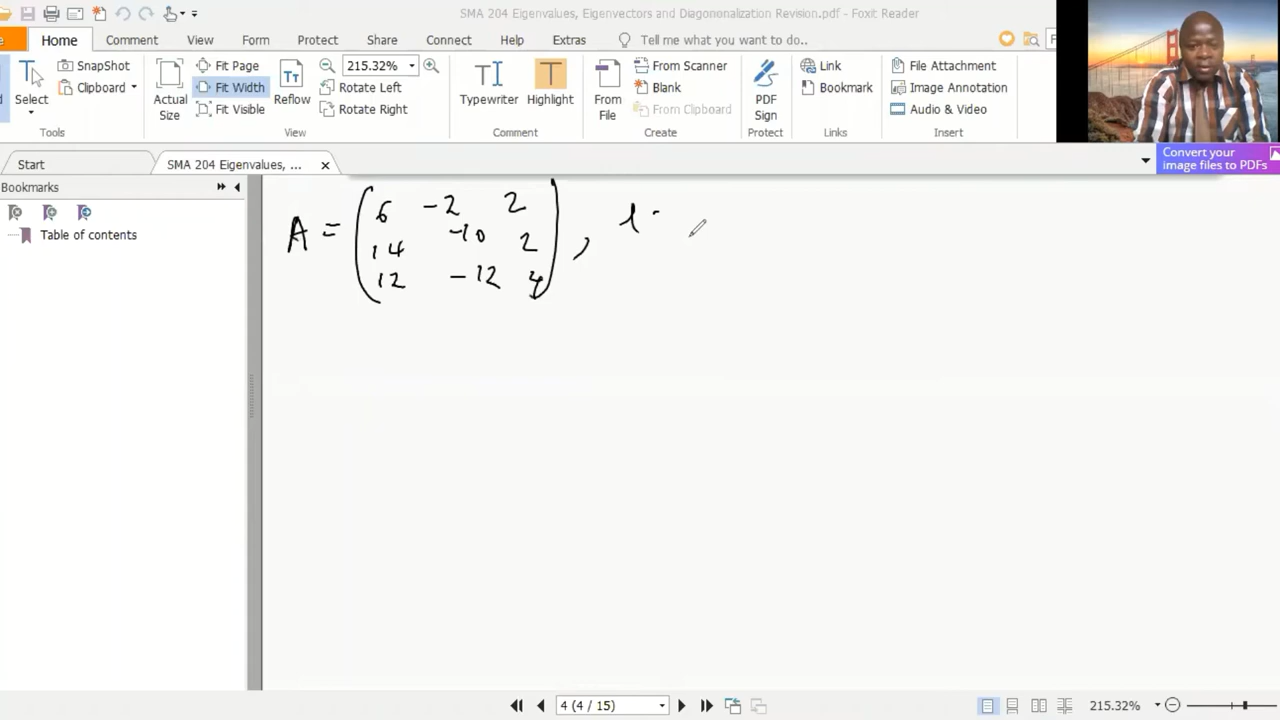 SMA 204 Eigenvalues, Eigenvectors and Diagononalization Revision.pdf - Foxit Reader
Home Comment View Form Protect Share Connect Help Extras Tell me what you want to do..
Select
SnapShot
Clipboard
Actual Size
Fit Page
Fit Width
Fit Visible
Reflow
215.32%
Rotate Left
Rotate Right
Typewriter
Highlight
From File
From Scanner
Blank
From Clipboard
PDF Sign
Link
Bookmark
File Attachment
Image Annotation
Audio & Video
Tools View Comment Create Protect Links Insert
Start SMA 204 Eigenvalues, ...
Convert your
image files to PDFs
Bookmarks
Table of contents
A = ( 6 -2 2
14 -10 2
12 -12 4 ) ,
4 (4 / 15)
215.32%